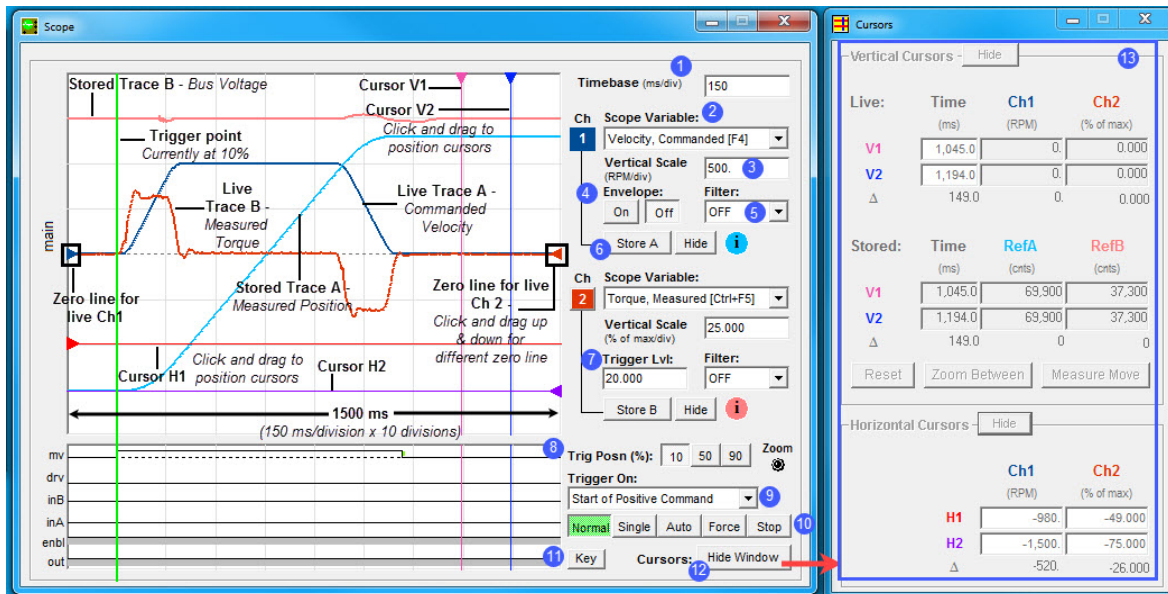 Scope
Stored Trace B - Bus Voltage
Cursor V1
Cursor V2
Click and drag to
position cursors
Trigger point
Currently at 10%
Live
Trace B -
Measured
Torque
Live Trace A -
Commanded
Velocity
main
Zero line for
live Ch1
Stored Trace A -
Measured Position
Zero line for live
Ch 2 -
Click and drag up
& down for
different zero line
Click and drag to
position cursors
Cursor H1
Cursor H2
1500 ms
(150 ms/division x 10 divisions)
mv
drv
inB
inA
enbl
out
1
Timebase (ms/div)
150
2
Ch
Scope Variable:
1
Velocity, Commanded [F4]
Vertical Scale
(RPM/div)
500.
3
4
Envelope:
Filter:
On
Off
OFF
5
6
Store A
Hide
i
Ch
Scope Variable:
2
Torque, Measured [Ctrl+F5]
Vertical Scale
(% of max/div)
25.000
7
Trigger Lvl:
Filter:
20.000
OFF
Store B
Hide
i
8
Trig Posn (%):
10
50
90
Zoom
Trigger On:
Start of Positive Command
9
Normal
Single
Auto
Force
Stop
10
11
Key
Cursors:
Hide Window
12
Cursors
Vertical Cursors -
Hide
13
Live:
Time
Ch1
Ch2
(ms)
(RPM)
(% of max)
V1
1,045.0
0.
0.000
V2
1,194.0
0.
0.000
Δ
149.0
0.
0.000
Stored:
Time
RefA
RefB
(ms)
(cnts)
(cnts)
V1
1,045.0
69,900
37,300
V2
1,194.0
69,900
37,300
Δ
149.0
0
0
Reset
Zoom Between
Measure Move
Horizontal Cursors -
Hide
Ch1
Ch2
(RPM)
(% of max)
H1
-980.
-49.000
H2
-1,500.
-75.000
Δ
-520.
-26.000